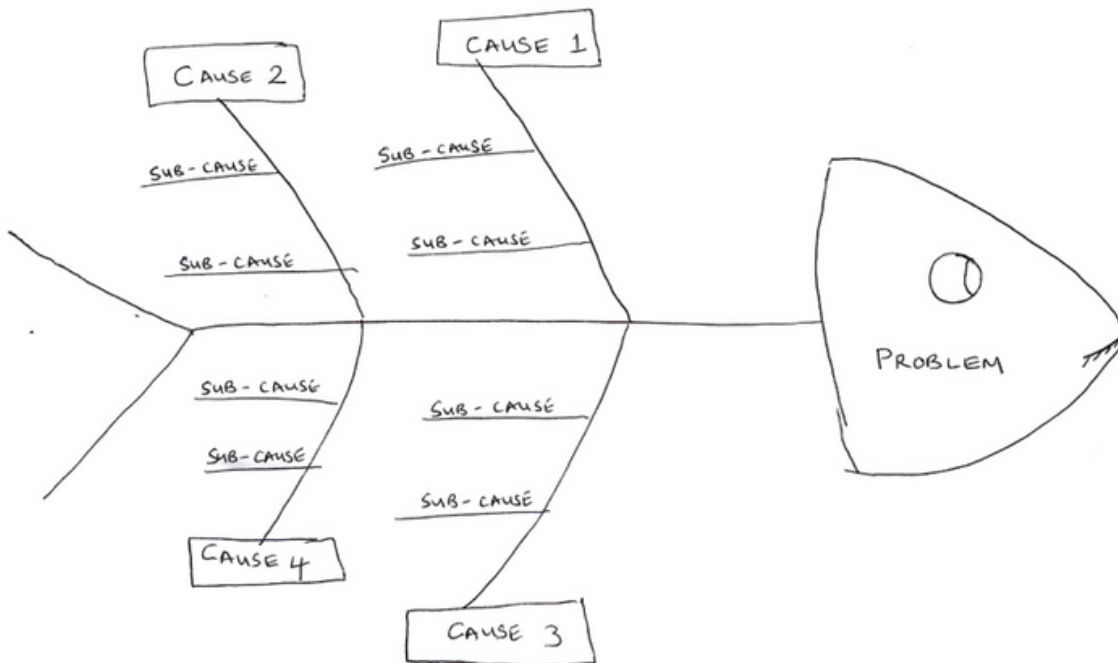 CAUSE 1
CAUSE 2
SUB-CAUSE
SUB-CAUSE
SUB-CAUSE
SUB-CAUSE
PROBLEM
SUB-CAUSE
SUB-CAUSE
SUB-CAUSE
SUB-CAUSE
CAUSE 4
CAUSE 3